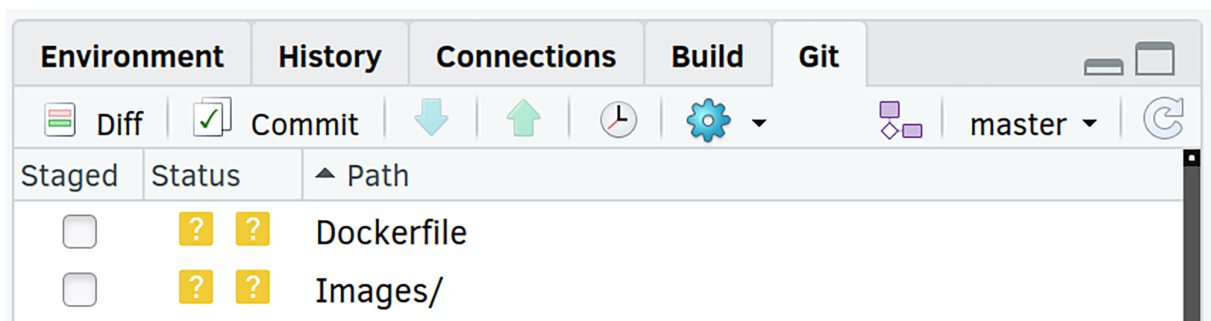 Environment History Connections Build Git
Diff Commit master
Staged Status Path
? ? Dockerfile
? ? Images/